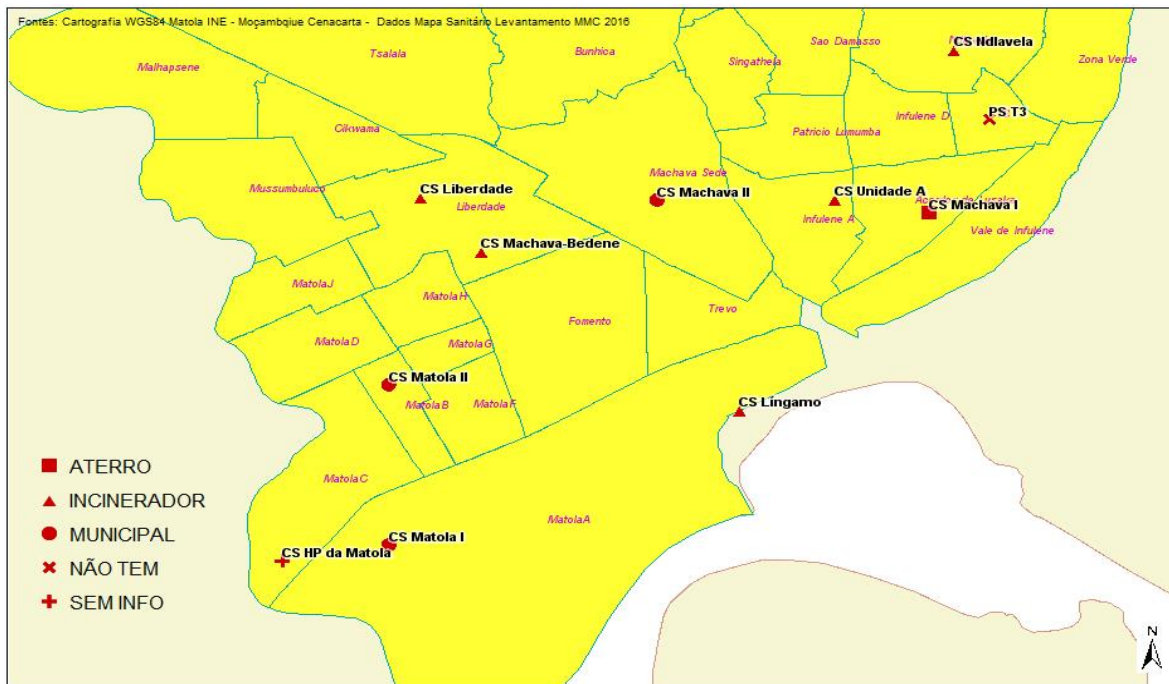 Fontes: Cartografia WGS84 Matola INE - Moçambqiue Cenacarta - Dados Mapa Sanitário Levantamento MMC 2016
CS Ndlavela
Sao Damasso
Bunhica
Tsalala
Zona Verde
Singathela
Malhapsene
PS T3
Infulene D
Cikwama
Patricio Lumumba
Machava Sede
CS Liberdade
Mussumbuluco
CS Machava II
CS Unidade A
Liberdade
CS Machava I
Infulene A
Vale de Infulene
CS Machava-Bedene
Matola J
Matola H
Trevo
Fomento
Matola D
Matola G
CS Matola II
Matola B
Matola F
CS Lingamo
ATERRO
Matola C
INCINERADOR
Matola A
MUNICIPAL
CS Matola I
CS HP da Matola
NÃO TEM
SEM INFO
N